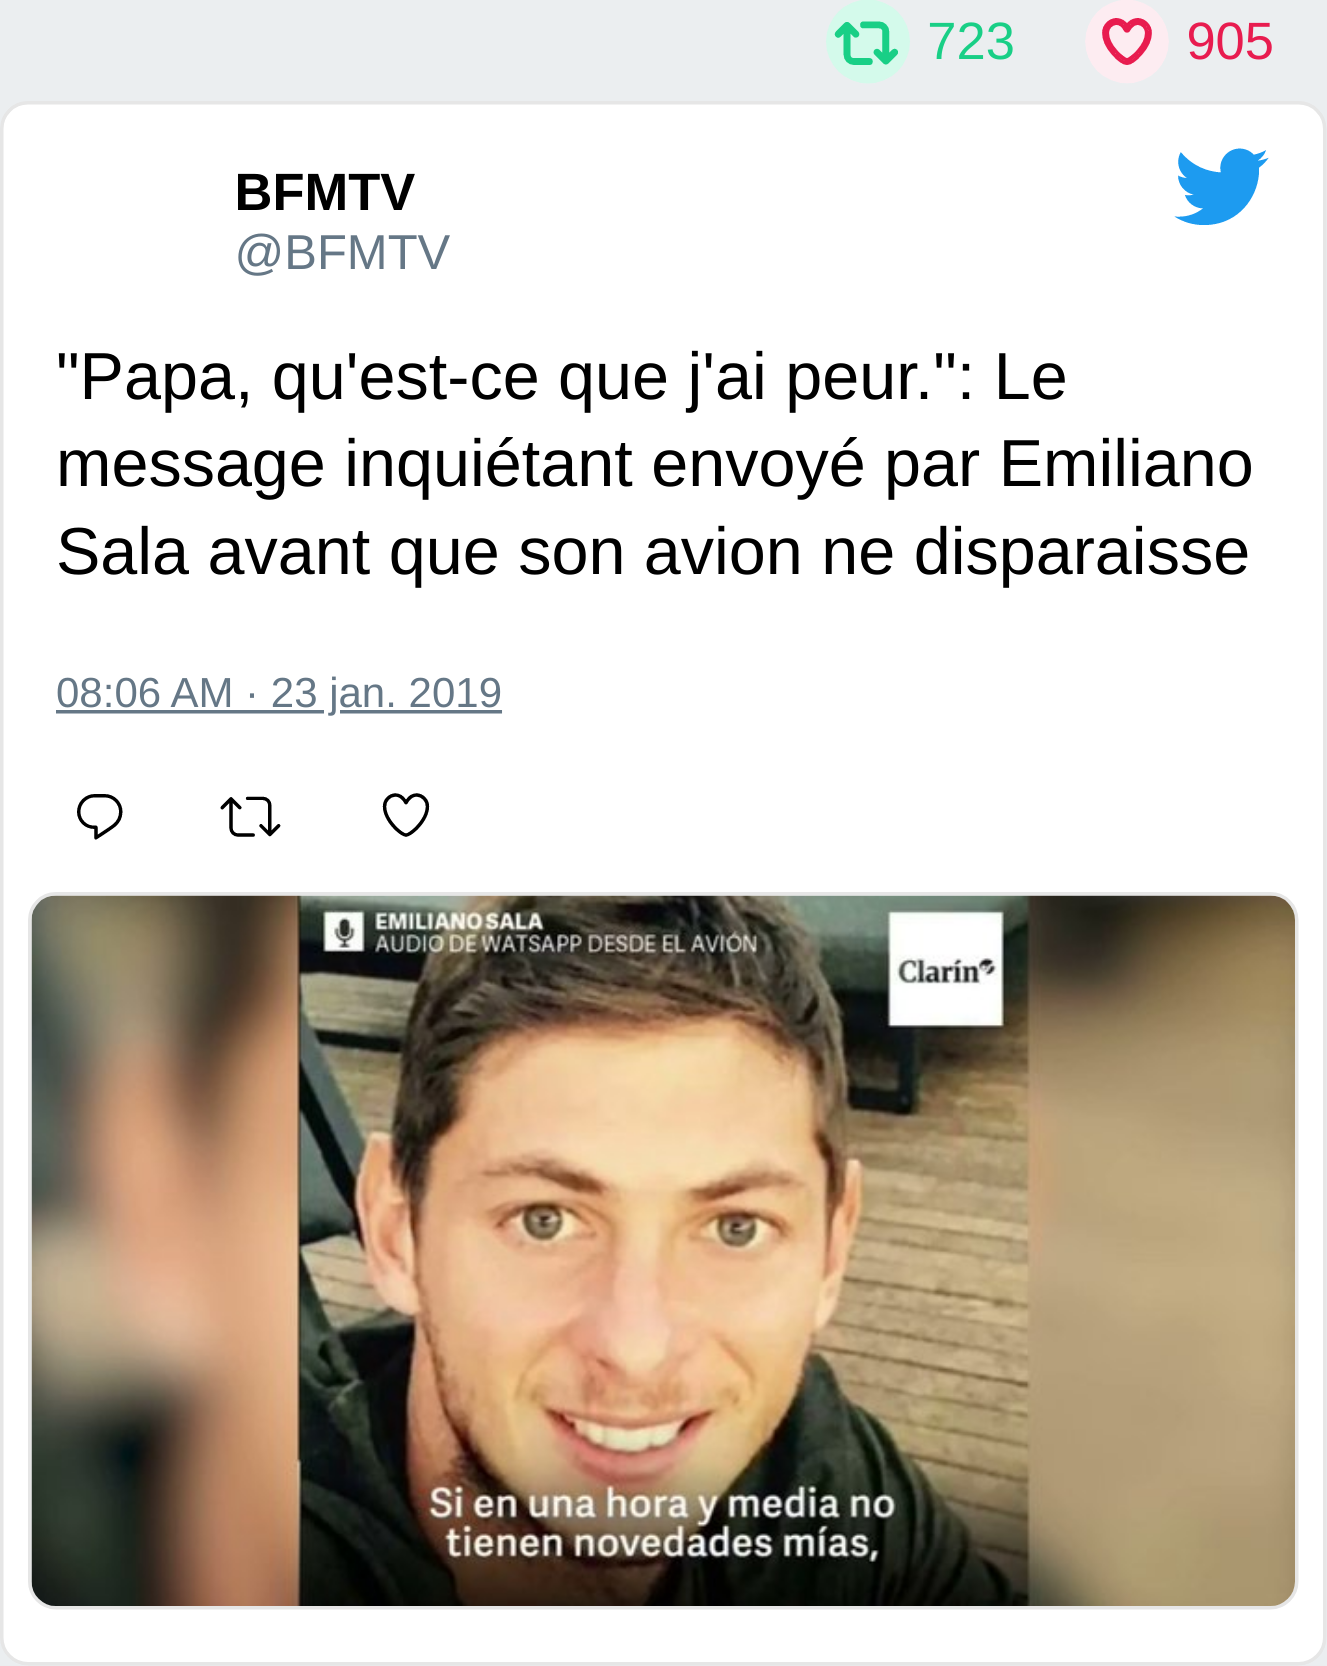 723 905
BFMTV
@BFMTV
"Papa, qu'est-ce que j'ai peur.": Le
message inquiétant envoyé par Emiliano
Sala avant que son avion ne disparaisse
08:06 AM · 23 jan. 2019
EMILIANO SALA
AUDIO DE WATSAPP DESDE EL AVIÓN
Clarín
Si en una hora y media no
tienen novedades mías,